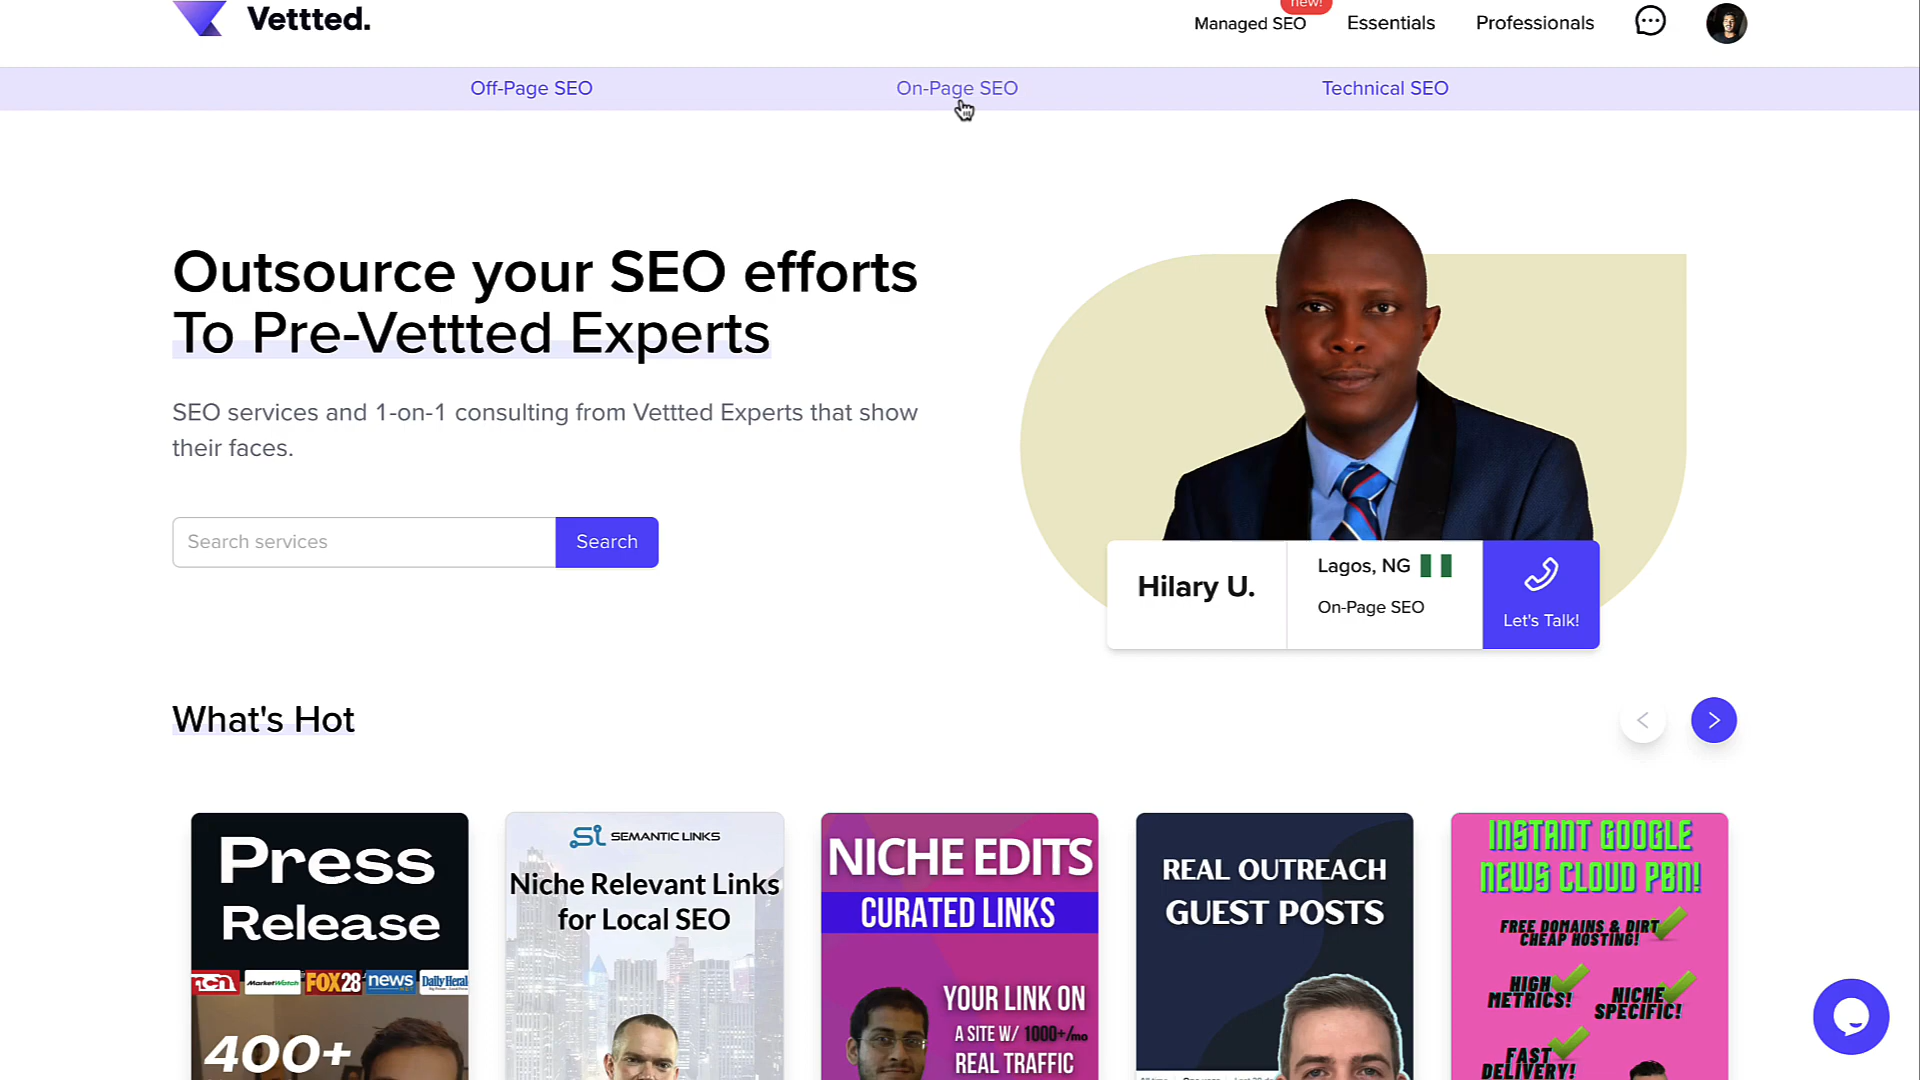 Vettted.
new!
Managed SEO
Essentials
Professionals
Off-Page SEO
On-Page SEO
Technical SEO
Outsource your SEO efforts
To Pre-Vettted Experts
SEO services and 1-on-1 consulting from Vettted Experts that show
their faces.
Search services
Search
Hilary U.
Lagos, NG
On-Page SEO
Let's Talk!
What's Hot
Press
Release
MarketWatch
FOX28
news
Daily Herald
400+
SEMANTIC LINKS
Niche Relevant Links
for Local SEO
NICHE EDITS
CURATED LINKS
YOUR LINK ON
A SITE W/ 1000+/mo
REAL TRAFFIC
REAL OUTREACH
GUEST POSTS
INSTANT GOOGLE
NEWS CLOUD PBN!
FREE DOMAINS & DIRT
CHEAP HOSTING!
HIGH
METRICS!
NICHE
SPECIFIC!
FAST
DELIVERY!